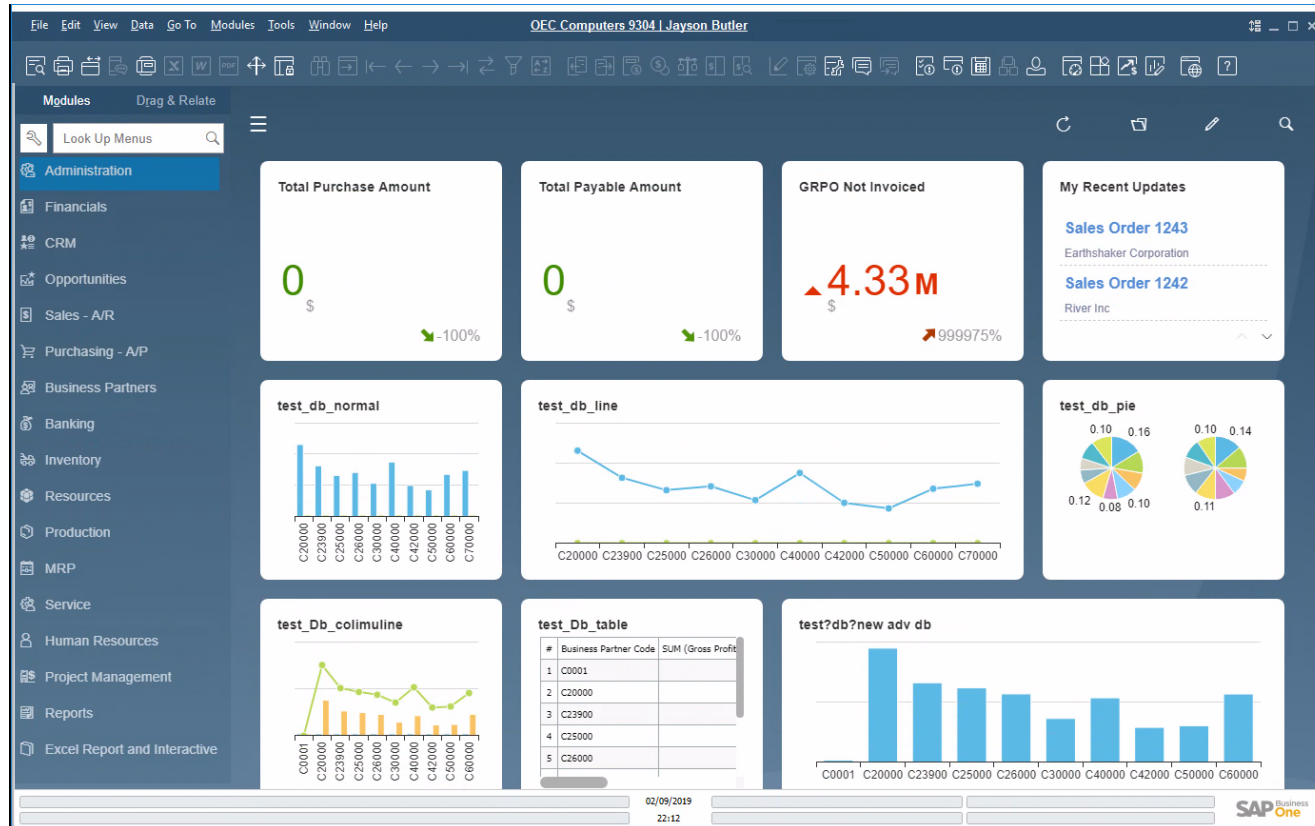 File Edit View Data Go To Modules Tools Window Help
OEC Computers 9304 | Jayson Butler
Modules Drag & Relate
Look Up Menus
Administration
Financials
CRM
Opportunities
Sales - A/R
Purchasing - A/P
Business Partners
Banking
Inventory
Resources
Production
MRP
Service
Human Resources
Project Management
Reports
Excel Report and Interactive
Total Purchase Amount
0
$
-100%
Total Payable Amount
0
$
-100%
GRPO Not Invoiced
4.33 M
$
999975%
My Recent Updates
Sales Order 1243
Earthshaker Corporation
Sales Order 1242
River Inc
test_db_normal
C20000 C23900 C25000 C26000 C30000 C40000 C42000 C50000 C60000 C70000
test_db_line
C20000 C23900 C25000 C26000 C30000 C40000 C42000 C50000 C60000 C70000
test_db_pie
0.10 0.16 0.10 0.14
0.12 0.08 0.10 0.11
test_Db_colimuline
C0001 C20000 C23900 C25000 C26000 C30000 C40000 C42000 C50000 C60000
test_Db_table
# Business Partner Code SUM (Gross Profit
1 C0001
2 C20000
3 C23900
4 C25000
5 C26000
test?db?new adv db
C0001 C20000 C23900 C25000 C26000 C30000 C40000 C42000 C50000 C60000
02/09/2019
22:12
SAP Business One